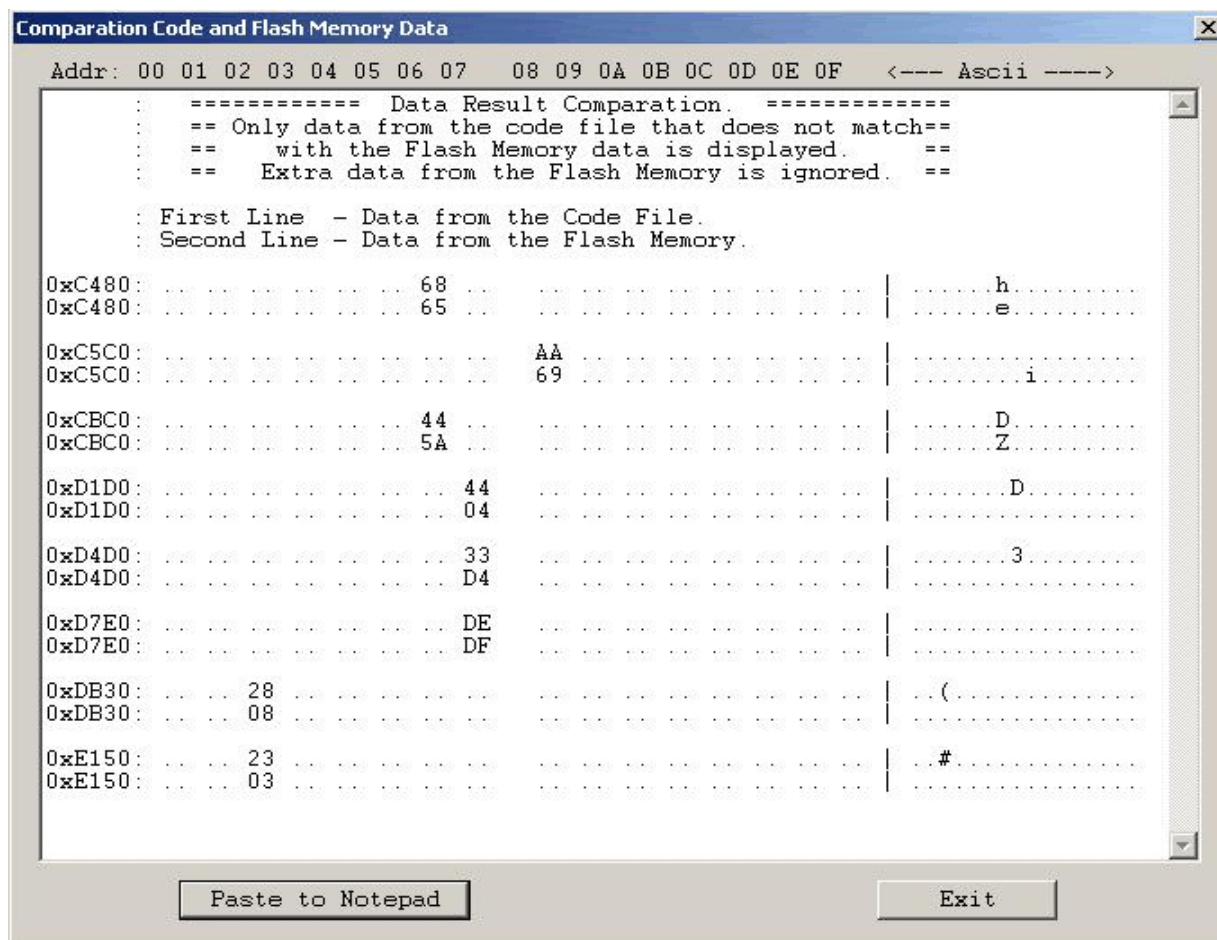 Comparation Code and Flash Memory Data
Addr: 00 01 02 03 04 05 06 07 08 09 0A 0B 0C 0D 0E 0F <--- Ascii ---->
: ============ Data Result Comparation. =============
: == Only data from the code file that does not match==
: == with the Flash Memory data is displayed. ==
: == Extra data from the Flash Memory is ignored. ==
: First Line - Data from the Code File.
: Second Line - Data from the Flash Memory.
0xC480: .. .. .. .. .. .. 68 .. .. .. .. .. .. .. .. .. | ......h.........
0xC480: .. .. .. .. .. .. 65 .. .. .. .. .. .. .. .. .. | ......e.........
0xC5C0: .. .. .. .. .. .. .. .. AA .. .. .. .. .. .. .. | ................
0xC5C0: .. .. .. .. .. .. .. .. 69 .. .. .. .. .. .. .. | ........i.......
0xCBC0: .. .. .. .. .. .. 44 .. .. .. .. .. .. .. .. .. | ......D.........
0xCBC0: .. .. .. .. .. .. 5A .. .. .. .. .. .. .. .. .. | ......Z.........
0xD1D0: .. .. .. .. .. .. .. 44 .. .. .. .. .. .. .. .. | .......D........
0xD1D0: .. .. .. .. .. .. .. 04 .. .. .. .. .. .. .. .. | ................
0xD4D0: .. .. .. .. .. .. .. 33 .. .. .. .. .. .. .. .. | .......3........
0xD4D0: .. .. .. .. .. .. .. D4 .. .. .. .. .. .. .. .. | ................
0xD7E0: .. .. .. .. .. .. .. DE .. .. .. .. .. .. .. .. | ................
0xD7E0: .. .. .. .. .. .. .. DF .. .. .. .. .. .. .. .. | ................
0xDB30: .. .. 28 .. .. .. .. .. .. .. .. .. .. .. .. .. | ..(.............
0xDB30: .. .. 08 .. .. .. .. .. .. .. .. .. .. .. .. .. | ................
0xE150: .. .. 23 .. .. .. .. .. .. .. .. .. .. .. .. .. | ..#.............
0xE150: .. .. 03 .. .. .. .. .. .. .. .. .. .. .. .. .. | ................
Paste to Notepad Exit